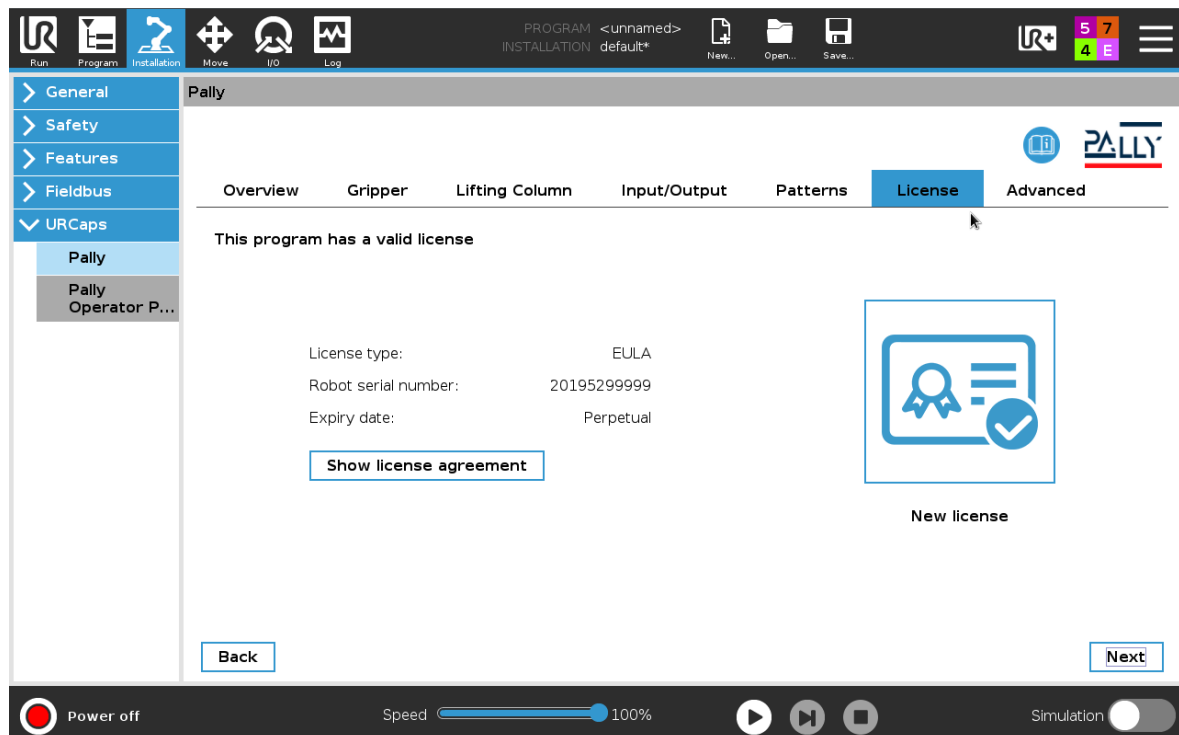 PROGRAM <unnamed>
INSTALLATION default*
UR
UR+
5 7
4 E
Run
Program
Installation
Move
I/O
Log
New...
Open...
Save...
General
Safety
Features
Fieldbus
URCaps
Pally
Pally
Operator P...
Pally
PALLY
Overview
Gripper
Lifting Column
Input/Output
Patterns
License
Advanced
This program has a valid license
License type: EULA
Robot serial number: 20195299999
Expiry date: Perpetual
Show license agreement
New license
Back
Next
Power off
Speed
100%
Simulation